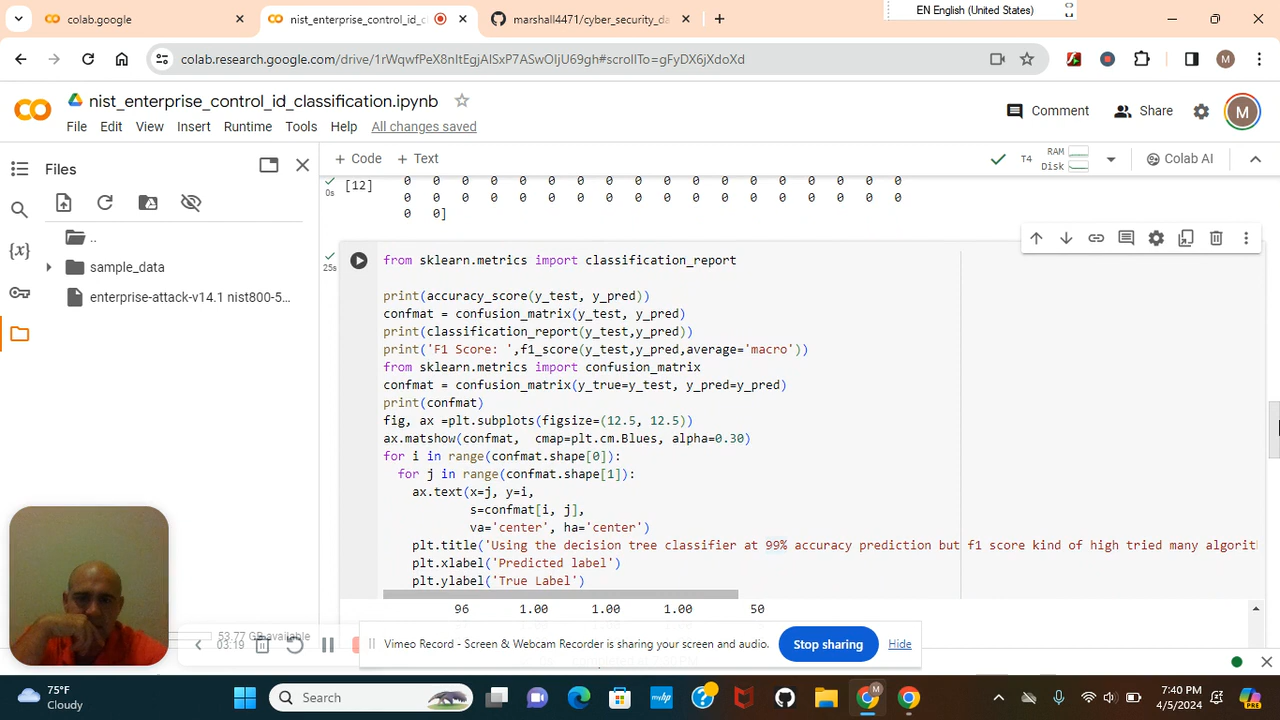 colab.google
nist_enterprise_control_id_c
marshall4471/cyber_security_da
EN English (United States)
colab.research.google.com/drive/1rWqwfPeX8nItEgjAISxP7ASwOIjU69gh#scrollTo=gFyDX6jXdoXd
M
nist_enterprise_control_id_classification.ipynb
Comment
Share
M
File Edit View Insert Runtime Tools Help All changes saved
Files
+ Code + Text
T4
RAM
Disk
Colab AI
..
sample_data
enterprise-attack-v14.1 nist800-5...
0s
[12]
0 0 0 0 0 0 0 0 0 0 0 0 0 0 0 0 0 0
0 0 0 0 0 0 0 0 0 0 0 0 0 0 0 0 0 0
0 0]
25s
from sklearn.metrics import classification_report
print(accuracy_score(y_test, y_pred))
confmat = confusion_matrix(y_test, y_pred)
print(classification_report(y_test,y_pred))
print('F1 Score: ',f1_score(y_test,y_pred,average='macro'))
from sklearn.metrics import confusion_matrix
confmat = confusion_matrix(y_true=y_test, y_pred=y_pred)
print(confmat)
fig, ax =plt.subplots(figsize=(12.5, 12.5))
ax.matshow(confmat, cmap=plt.cm.Blues, alpha=0.30)
for i in range(confmat.shape[0]):
for j in range(confmat.shape[1]):
ax.text(x=j, y=i,
s=confmat[i, j],
va='center', ha='center')
plt.title('Using the decision tree classifier at 99% accuracy prediction but f1 score kind of high tried many algorit
plt.xlabel('Predicted label')
plt.ylabel('True Label')
96 1.00 1.00 1.00 50
53.77 GB available
03:19
Vimeo Record - Screen & Webcam Recorder is sharing your screen and audio.
Stop sharing
Hide
75°F
Cloudy
Search
7:40 PM
4/5/2024